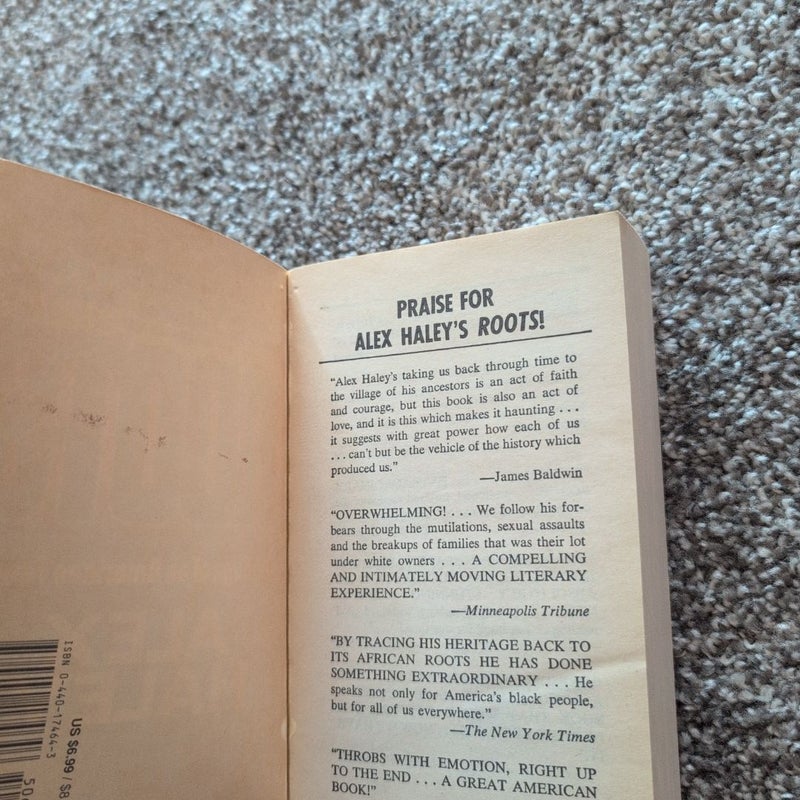 PRAISE FOR
ALEX HALEY'S ROOTS!
"Alex Haley's taking us back through time to
the village of his ancestors is an act of faith
and courage, but this book is also an act of
love, and it is this which makes it haunting . . .
it suggests with great power how each of us
. . . can't but be the vehicle of the history which
produced us."
—James Baldwin
"OVERWHELMING! . . . We follow his for-
bears through the mutilations, sexual assaults
and the breakups of families that was their lot
under white owners . . . A COMPELLING
AND INTIMATELY MOVING LITERARY
EXPERIENCE."
—Minneapolis Tribune
"BY TRACING HIS HERITAGE BACK TO
ITS AFRICAN ROOTS HE HAS DONE
SOMETHING EXTRAORDINARY . . . He
speaks not only for America's black people,
but for all of us everywhere."
—The New York Times
"THROBS WITH EMOTION, RIGHT UP
TO THE END . . . A GREAT AMERICAN
BOOK!"
ISBN 0-440-17464-3
US $6.99 / $8